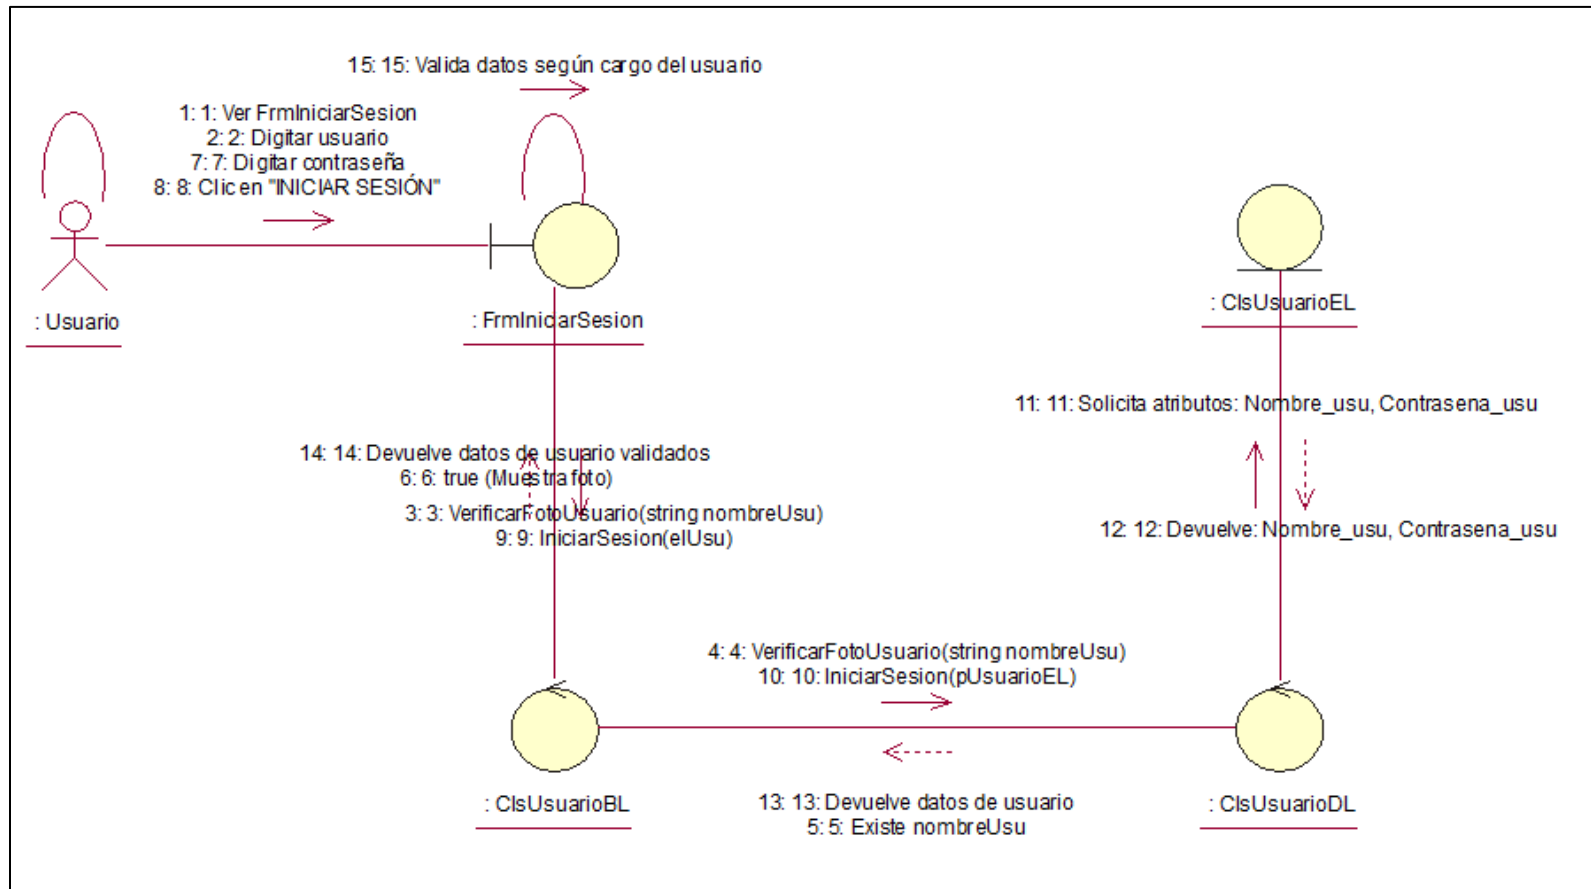 15: 15: Valida datos según cargo del usuario
1: 1: Ver FrmIniciarSesion
2: 2: Digitar usuario
7: 7: Digitar contraseña
8: 8: Clic en "INICIAR SESIÓN"
: Usuario
: FrmIniciarSesion
: ClsUsuarioEL
11: 11: Solicita atributos: Nombre_usu, Contrasena_usu
14: 14: Devuelve datos de usuario validados
6: 6: true (Muestra foto)
3: 3: VerificarFotoUsuario(string nombreUsu)
9: 9: IniciarSesion(elUsu)
12: 12: Devuelve: Nombre_usu, Contrasena_usu
4: 4: VerificarFotoUsuario(string nombreUsu)
10: 10: IniciarSesion(pUsuarioEL)
: ClsUsuarioBL
13: 13: Devuelve datos de usuario
5: 5: Existe nombreUsu
: ClsUsuarioDL